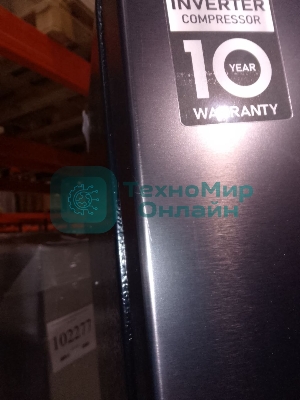 INVERTER
COMPRESSOR
10 YEAR
WARRANTY
ТехноМир
Онлайн
102277